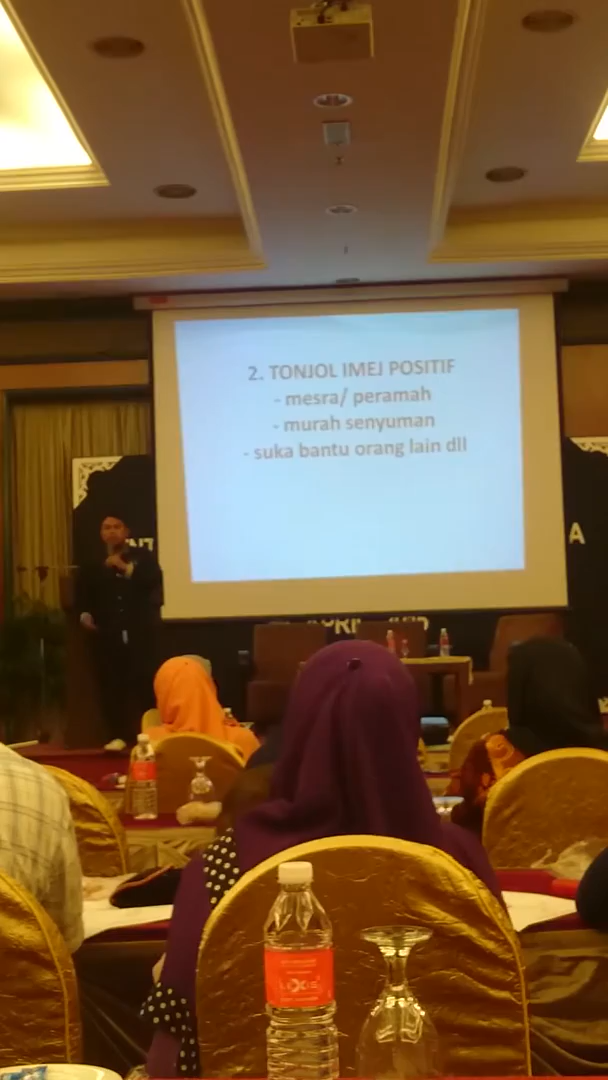 2. TONJOL IMEJ POSITIF
- mesra/ peramah
- murah senyuman
- suka bantu orang lain dll
A